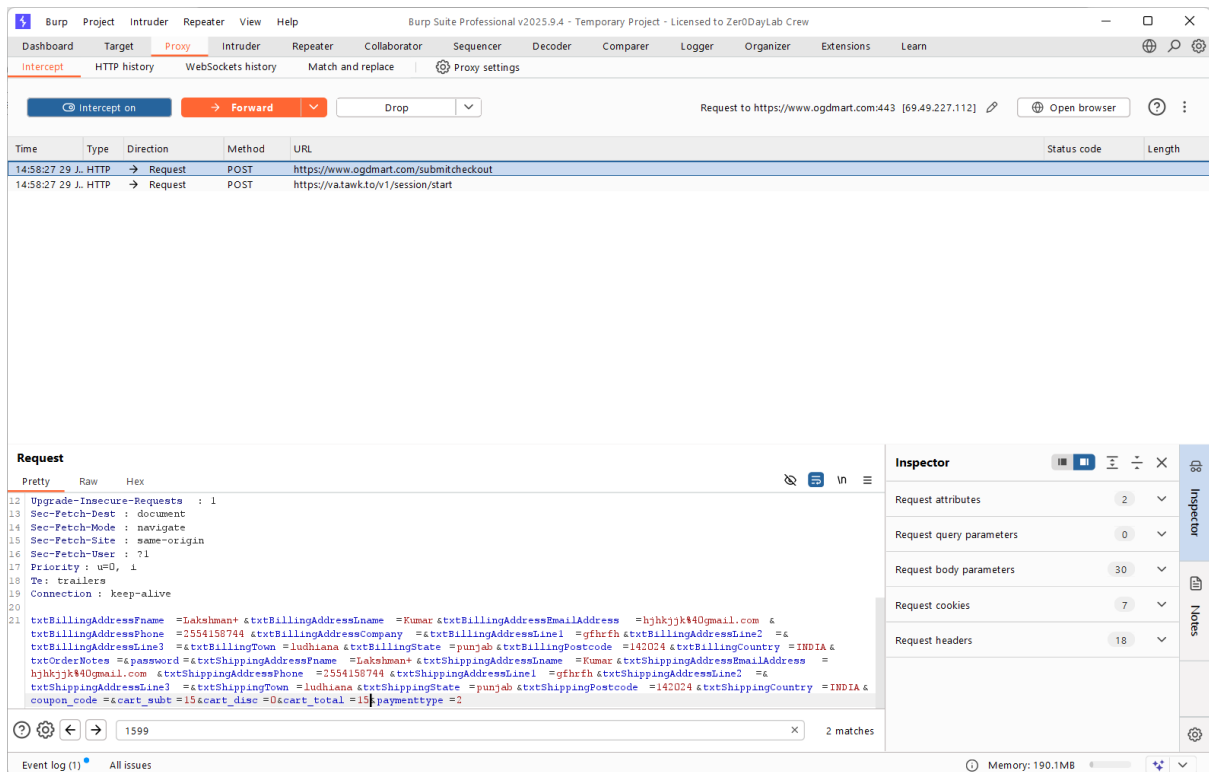 Burp Project Intruder Repeater View Help Burp Suite Professional v2025.9.4 - Temporary Project - Licensed to Zer0DayLab Crew
Dashboard Target Proxy Intruder Repeater Collaborator Sequencer Decoder Comparer Logger Organizer Extensions Learn
Intercept HTTP history WebSockets history Match and replace Proxy settings
Intercept on Forward Drop Request to https://www.ogdmart.com:443 [69.49.227.112] Open browser
Time Type Direction Method URL Status code Length
14:58:27 29 J.. HTTP → Request POST https://www.ogdmart.com/submitcheckout
14:58:27 29 J.. HTTP → Request POST https://va.tawk.to/v1/session/start
Request
Pretty Raw Hex \n
12 Upgrade-Insecure-Requests : 1
13 Sec-Fetch-Dest : document
14 Sec-Fetch-Mode : navigate
15 Sec-Fetch-Site : same-origin
16 Sec-Fetch-User : ?1
17 Priority : u=0, i
18 Te: trailers
19 Connection : keep-alive
20
21 txtBillingAddressFname =Lakshman+ &txtBillingAddressLname =Kumar &txtBillingAddressEmailAddress =hjhkjjk%40gmail.com &
txtBillingAddressPhone =2554158744 &txtBillingAddressCompany =&txtBillingAddressLine1 =gfhrfh &txtBillingAddressLine2 =&
txtBillingAddressLine3 =&txtBillingTown =ludhiana &txtBillingState =punjab &txtBillingPostcode =142024 &txtBillingCountry =INDIA &
txtOrderNotes =&password =&txtShippingAddressFname =Lakshman+ &txtShippingAddressLname =Kumar &txtShippingAddressEmailAddress =
hjhkjjk%40gmail.com &txtShippingAddressPhone =2554158744 &txtShippingAddressLine1 =gfhrfh &txtShippingAddressLine2 =&
txtShippingAddressLine3 =&txtShippingTown =ludhiana &txtShippingState =punjab &txtShippingPostcode =142024 &txtShippingCountry =INDIA &
coupon_code =&cart_subt =15&cart_disc =0&cart_total =15&paymenttype =2
1599 2 matches
Inspector
Request attributes 2
Request query parameters 0
Request body parameters 30
Request cookies 7
Request headers 18
Inspector
Notes
Event log (1) All issues Memory: 190.1MB